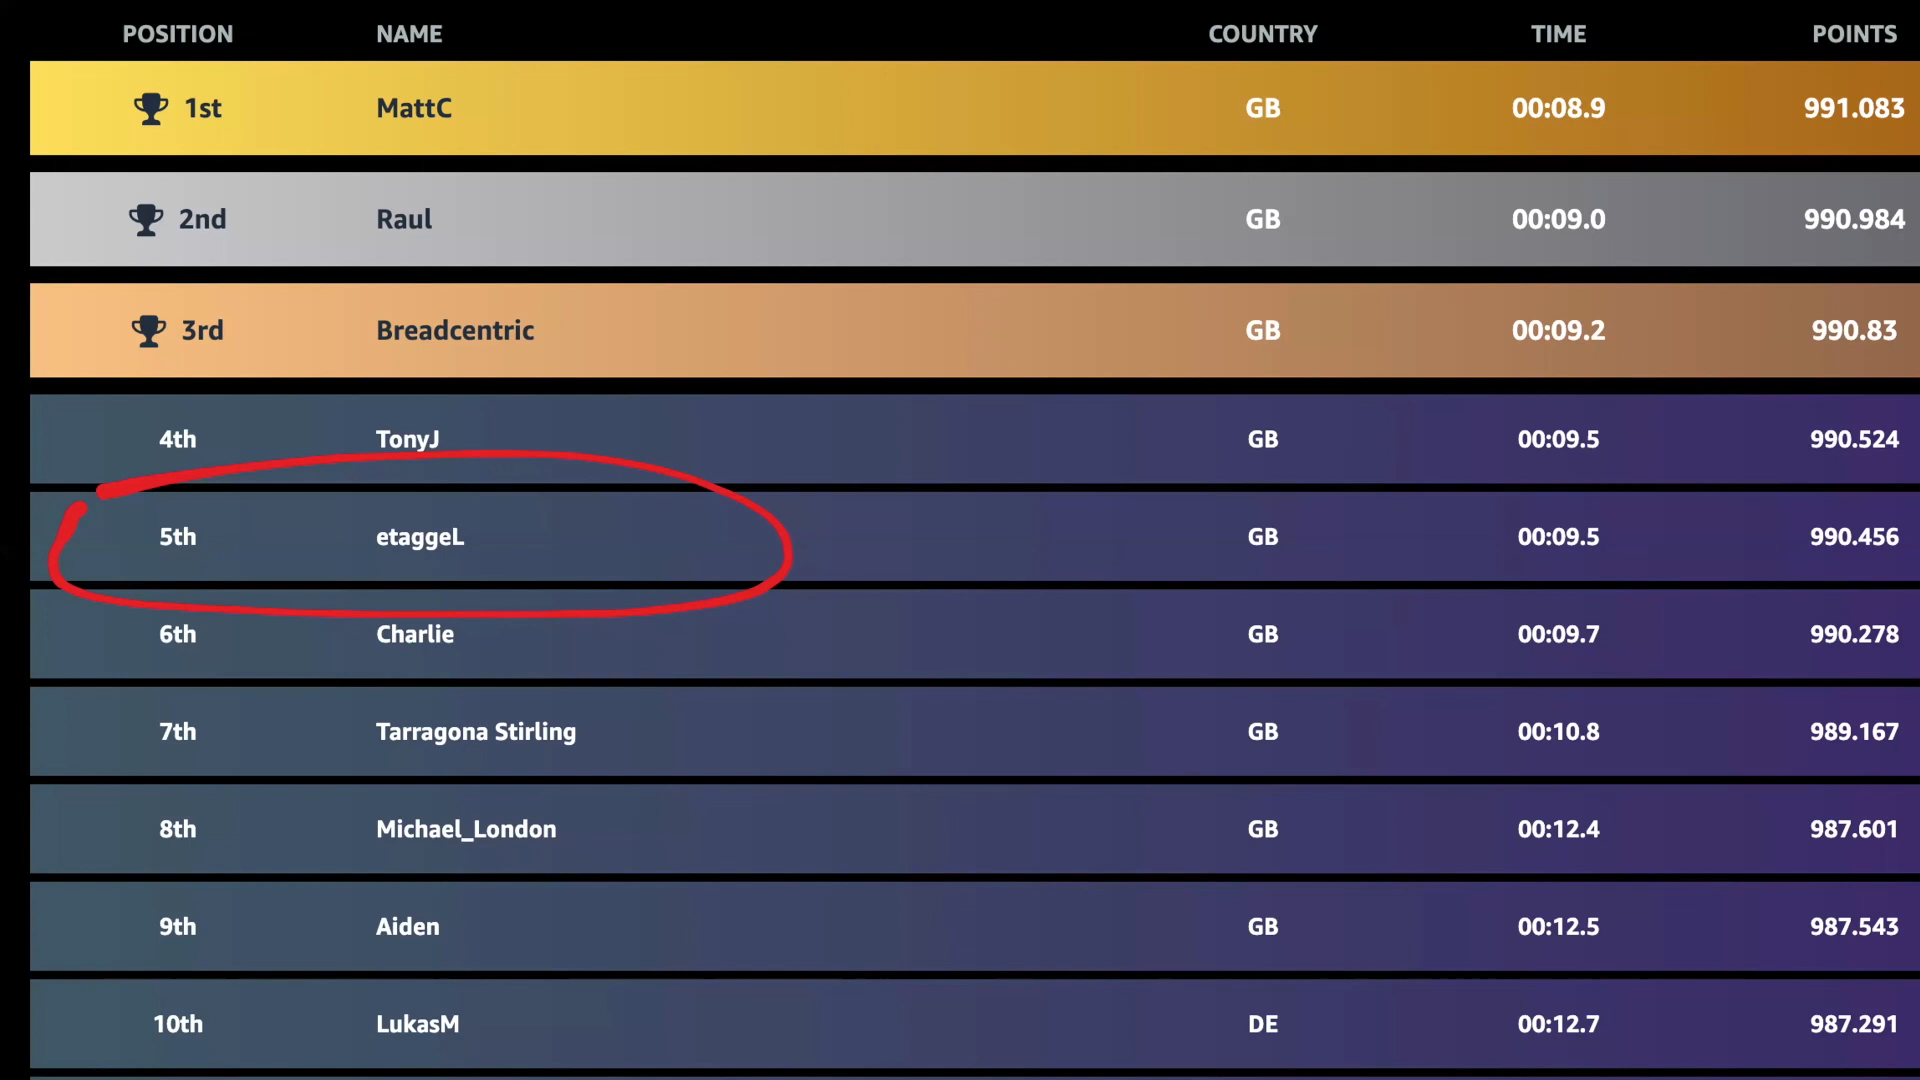 POSITION NAME COUNTRY TIME POINTS
1st MattC GB 00:08.9 991.083
2nd Raul GB 00:09.0 990.984
3rd Breadcentric GB 00:09.2 990.83
4th TonyJ GB 00:09.5 990.524
5th etaggeL GB 00:09.5 990.456
6th Charlie GB 00:09.7 990.278
7th Tarragona Stirling GB 00:10.8 989.167
8th Michael_London GB 00:12.4 987.601
9th Aiden GB 00:12.5 987.543
10th LukasM DE 00:12.7 987.291